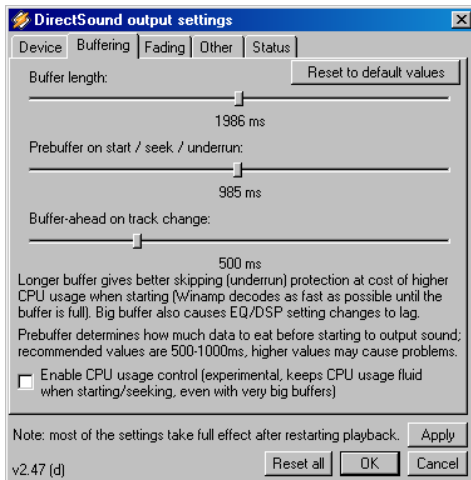 DirectSound output settings
Device Buffering Fading Other Status
Buffer length:
Reset to default values
1986 ms
Prebuffer on start / seek / underrun:
985 ms
Buffer-ahead on track change:
500 ms
Longer buffer gives better skipping (underrun) protection at cost of higher
CPU usage when starting (Winamp decodes as fast as possible until the
buffer is full). Big buffer also causes EQ/DSP setting changes to lag.
Prebuffer determines how much data to eat before starting to output sound;
recommended values are 500-1000ms, higher values may cause problems.
Enable CPU usage control (experimental, keeps CPU usage fluid
when starting/seeking, even with very big buffers)
Note: most of the settings take full effect after restarting playback.
Apply
v2.47 (d)
Reset all
OK
Cancel